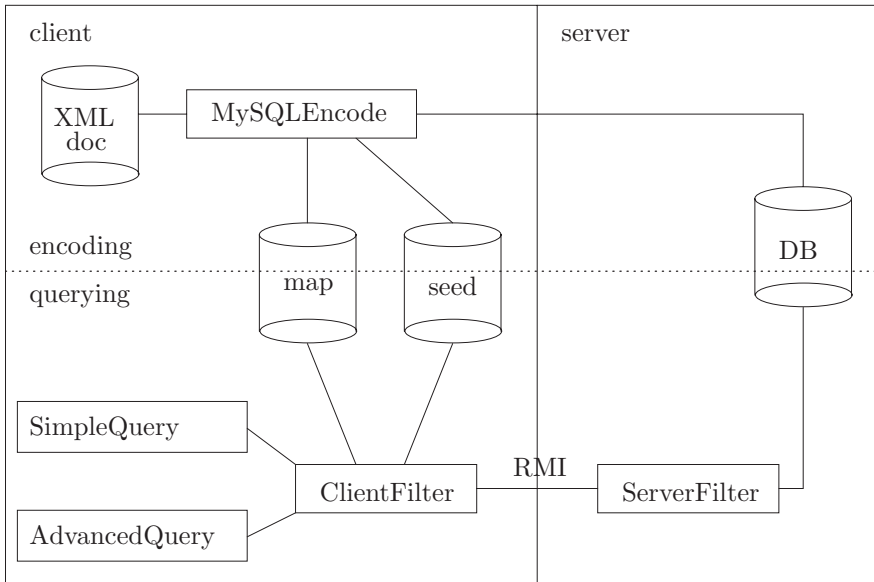 client
server
XML
doc
MySQLEncode
encoding
DB
querying
map
seed
SimpleQuery
RMI
ClientFilter
ServerFilter
AdvancedQuery